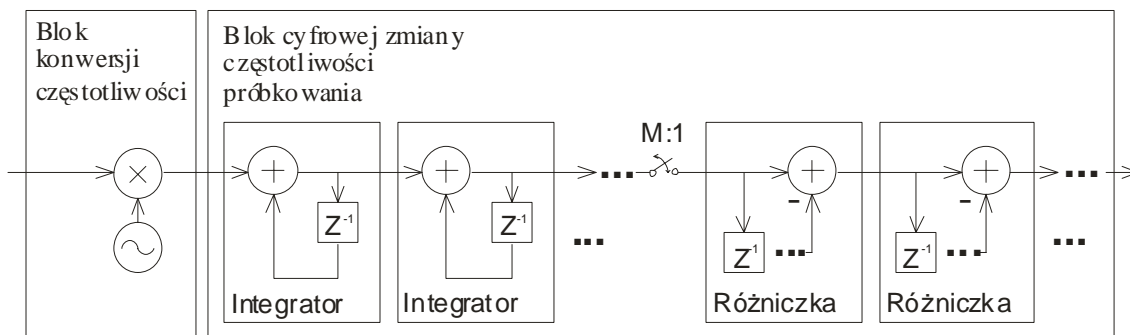 Blok
konwersji
częstotliwości
Blok cyfrowej zmiany
częstotliwości
próbkowania
M:1
+
Z⁻¹
Integrator
+
Z⁻¹
Integrator
...
...
+
-
Z⁻¹
...
Różniczka
+
-
Z⁻¹
...
Różniczka
...
...